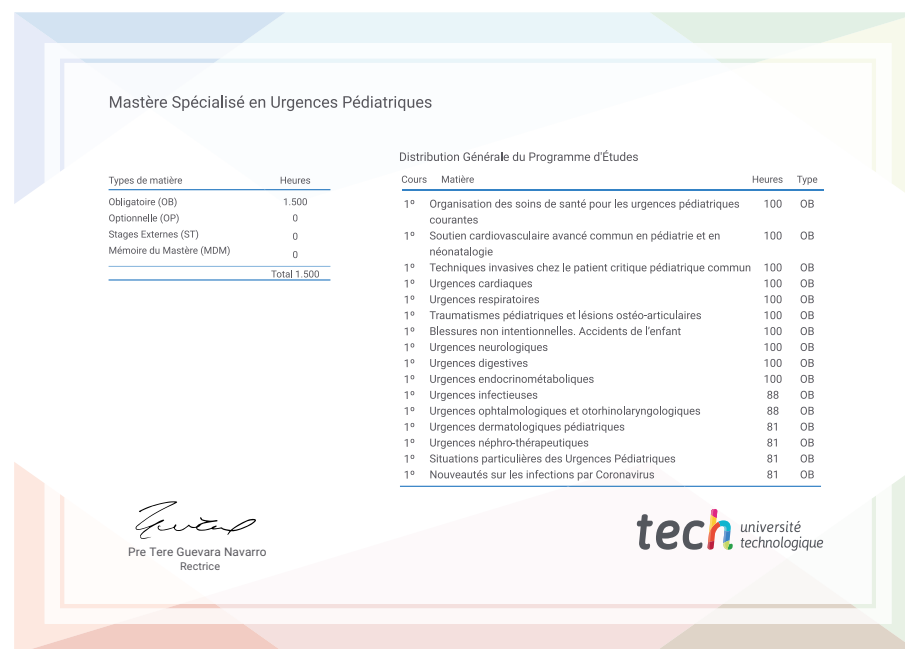 Mastère Spécialisé en Urgences Pédiatriques
Types de matière Heures
Obligatoire (OB) 1.500
Optionnelle (OP) 0
Stages Externes (ST) 0
Mémoire du Mastère (MDM) 0
Total 1.500
Distribution Générale du Programme d'Études
Cours Matière Heures Type
1º Organisation des soins de santé pour les urgences pédiatriques 100 OB
courantes
1º Soutien cardiovasculaire avancé commun en pédiatrie et en 100 OB
néonatalogie
1º Techniques invasives chez le patient critique pédiatrique commun 100 OB
1º Urgences cardiaques 100 OB
1º Urgences respiratoires 100 OB
1º Traumatismes pédiatriques et lésions ostéo-articulaires 100 OB
1º Blessures non intentionnelles. Accidents de l'enfant 100 OB
1º Urgences neurologiques 100 OB
1º Urgences digestives 100 OB
1º Urgences endocrinométaboliques 100 OB
1º Urgences infectieuses 88 OB
1º Urgences ophtalmologiques et otorhinolaryngologiques 88 OB
1º Urgences dermatologiques pédiatriques 81 OB
1º Urgences néphro-thérapeutiques 81 OB
1º Situations particulières des Urgences Pédiatriques 81 OB
1º Nouveautés sur les infections par Coronavirus 81 OB
Pre Tere Guevara Navarro
Rectrice
tech université
technologique